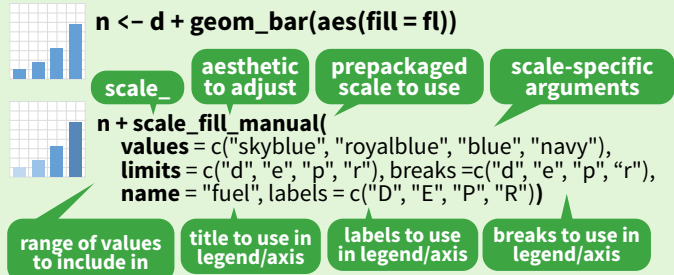 n <- d + geom_bar(aes(fill = fl))
scale_
aesthetic
to adjust
prepackaged
scale to use
scale-specific
arguments
n + scale_fill_manual(
values = c("skyblue", "royalblue", "blue", "navy"),
limits = c("d", "e", "p", "r"), breaks =c("d", "e", "p", “r"),
name = "fuel", labels = c("D", "E", "P", "R"))
range of values
to include in
title to use in
legend/axis
labels to use
in legend/axis
breaks to use in
legend/axis